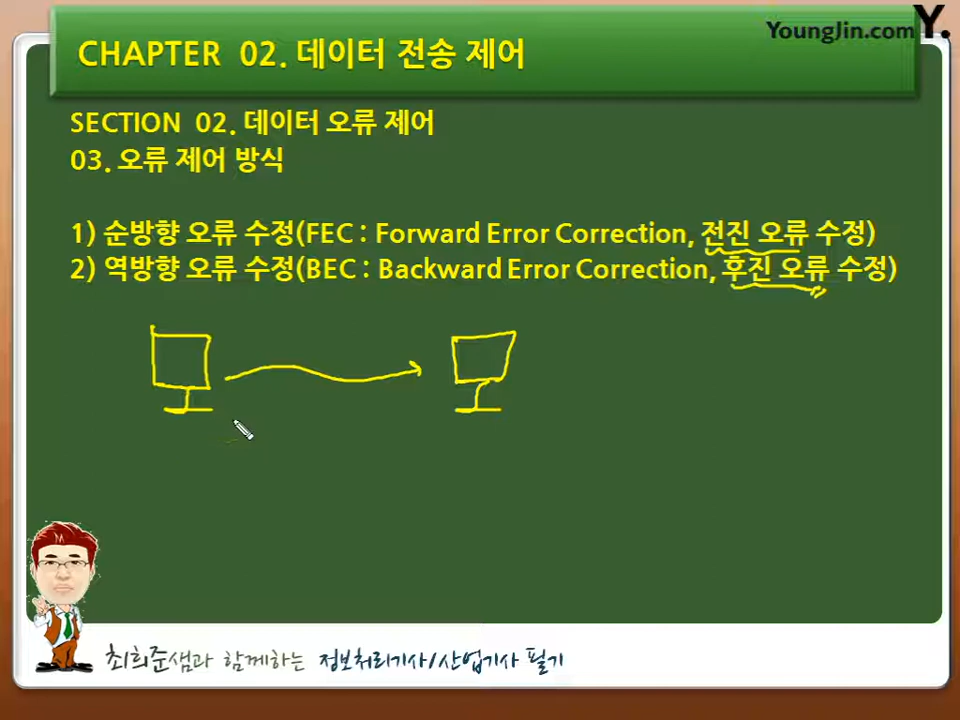 YoungJin.com Y.
CHAPTER 02. 데이터 전송 제어
SECTION 02. 데이터 오류 제어
03. 오류 제어 방식
1) 순방향 오류 수정(FEC : Forward Error Correction, 전진 오류 수정)
2) 역방향 오류 수정(BEC : Backward Error Correction, 후진 오류 수정)
최희준샘과 함께하는 정보처리기사/산업기사 필기